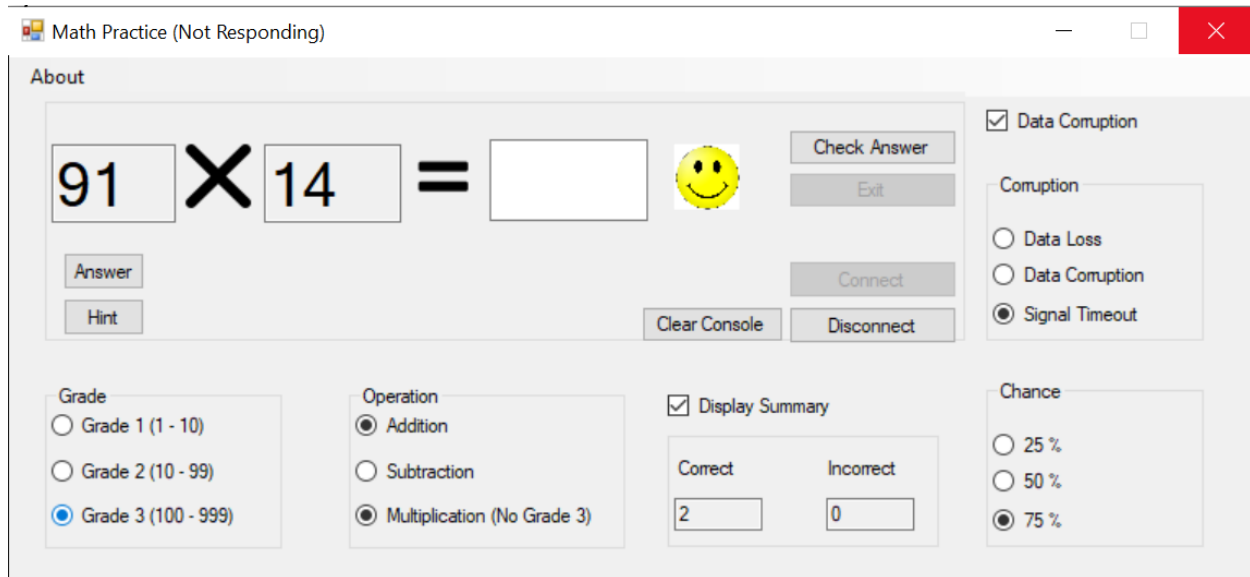 Math Practice (Not Responding)
About
91 × 14 =
Check Answer
Exit
Answer
Hint
Connect
Clear Console
Disconnect
Data Corruption
Corruption
Data Loss
Data Corruption
Signal Timeout
Grade
Grade 1 (1 - 10)
Grade 2 (10 - 99)
Grade 3 (100 - 999)
Operation
Addition
Subtraction
Multiplication (No Grade 3)
Display Summary
Correct Incorrect
2 0
Chance
25 %
50 %
75 %